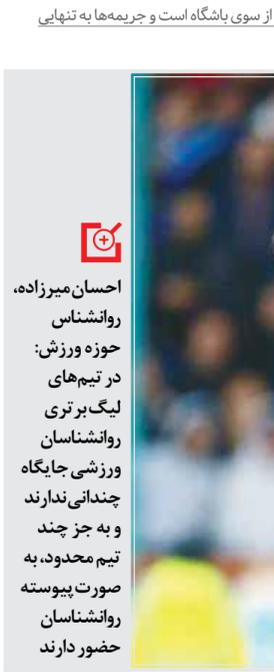 از سوی باشگاه است و جریمه‌ها به تنهایی
احسان میرزاده،
روانشناس
حوزه ورزش:
در تیم‌های
لیگ برتری
روانشناسان
ورزشی جایگاه
چندانی ندارند
و به جز چند
تیم محدود، به
صورت پیوسته
روانشناسان
حضور دارند